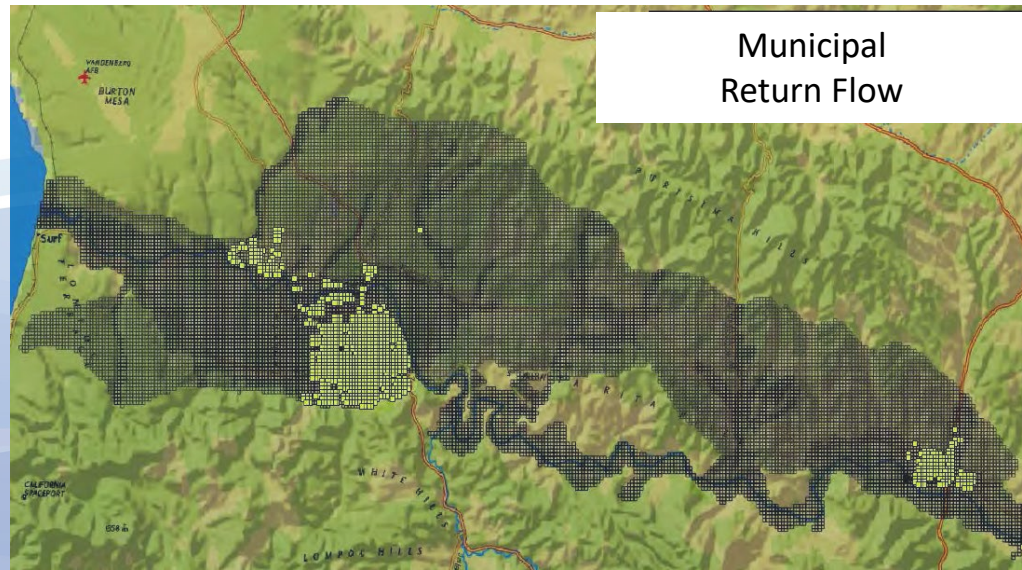 Municipal
Return Flow
VANDENBERG
AFB
BURTON
MESA
PURISIMA HILLS
Surf
RITA
WHITE HILLS
CALIFORNIA
SPACEPORT
LOMPOC HILLS